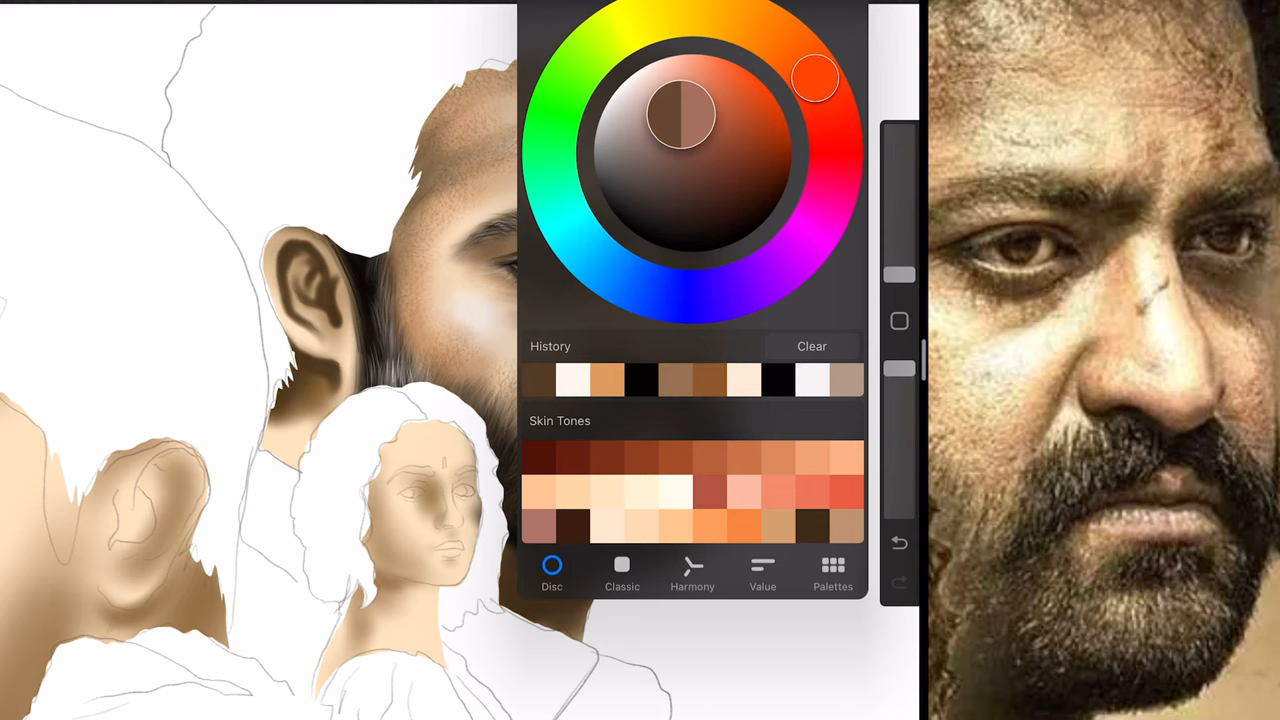 History
Clear
Skin Tones
Disc
Classic
Harmony
Value
Palettes